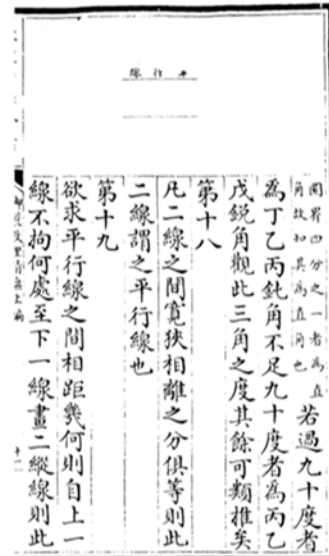 平行線
圜界四分之一者為直
角故知其為直角也
若過九十度者
爲丁乙丙鈍角不足九十度者爲丙乙
戊鋭角觀此三角之度其餘可類推矣
第十八
凡二線之間寬狹相離之分俱等則此
二線謂之平行線也
第十九
欲求平行線之間相距幾何則自上一
線不拘何處至下一線畫二縱線則此